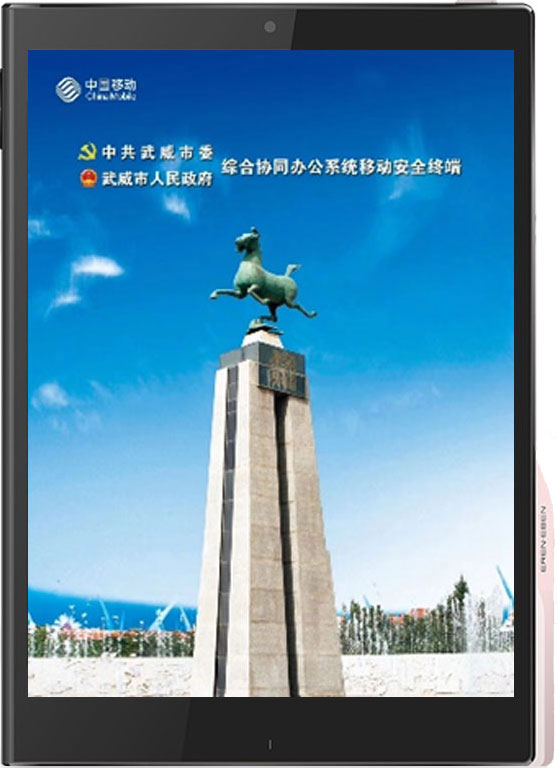 中国移动
China Mobile
中共武威市委
武威市人民政府
综合协同办公系统移动安全终端
EREN EBEN